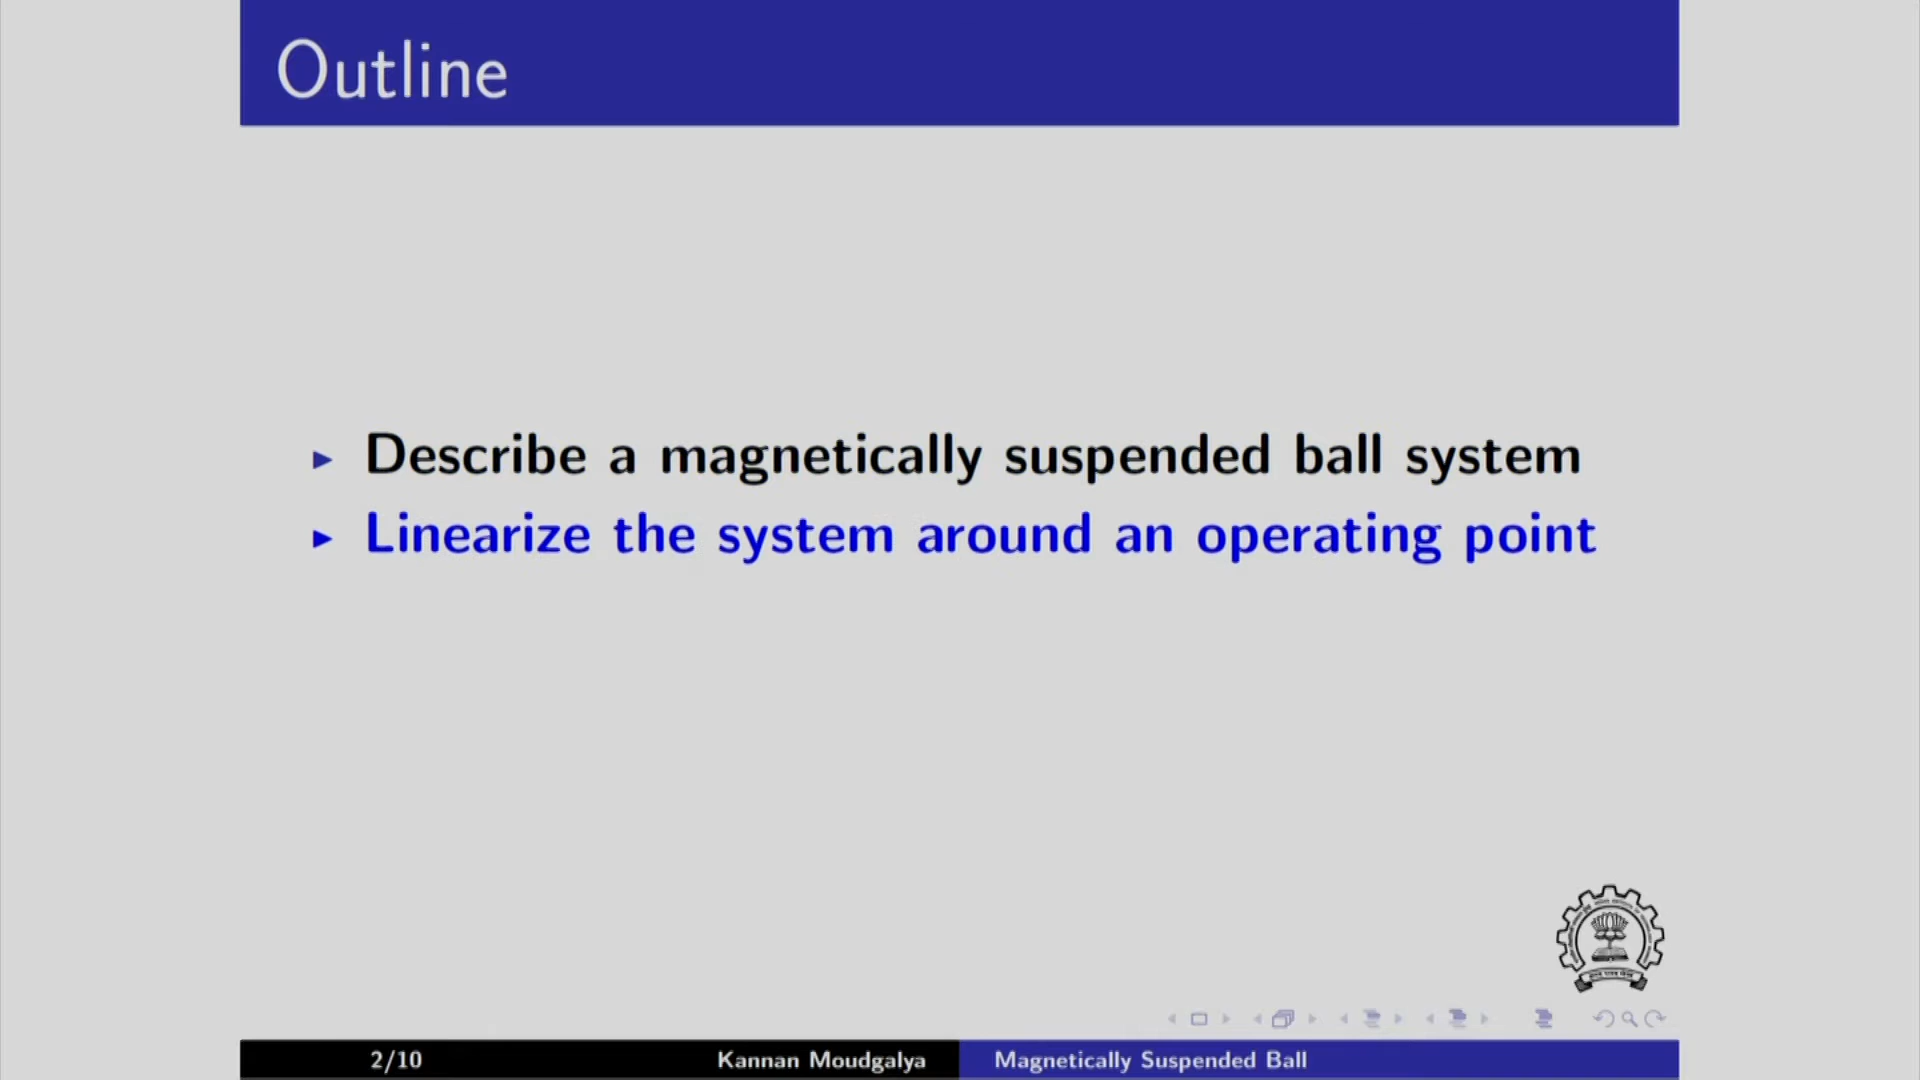 Outline
Describe a magnetically suspended ball system
Linearize the system around an operating point
2/10
Kannan Moudgalya
Magnetically Suspended Ball